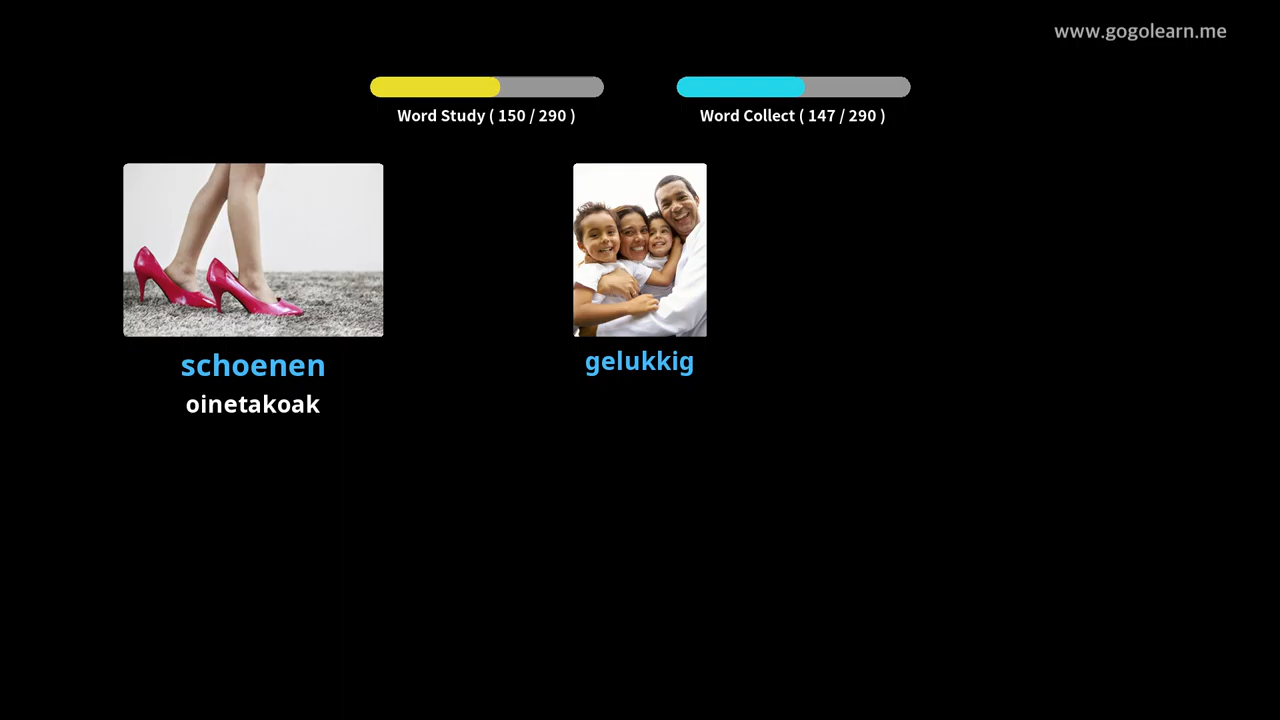 www.gogolearn.me
Word Study ( 150 / 290 )
Word Collect ( 147 / 290 )
schoenen
oinetakoak
gelukkig